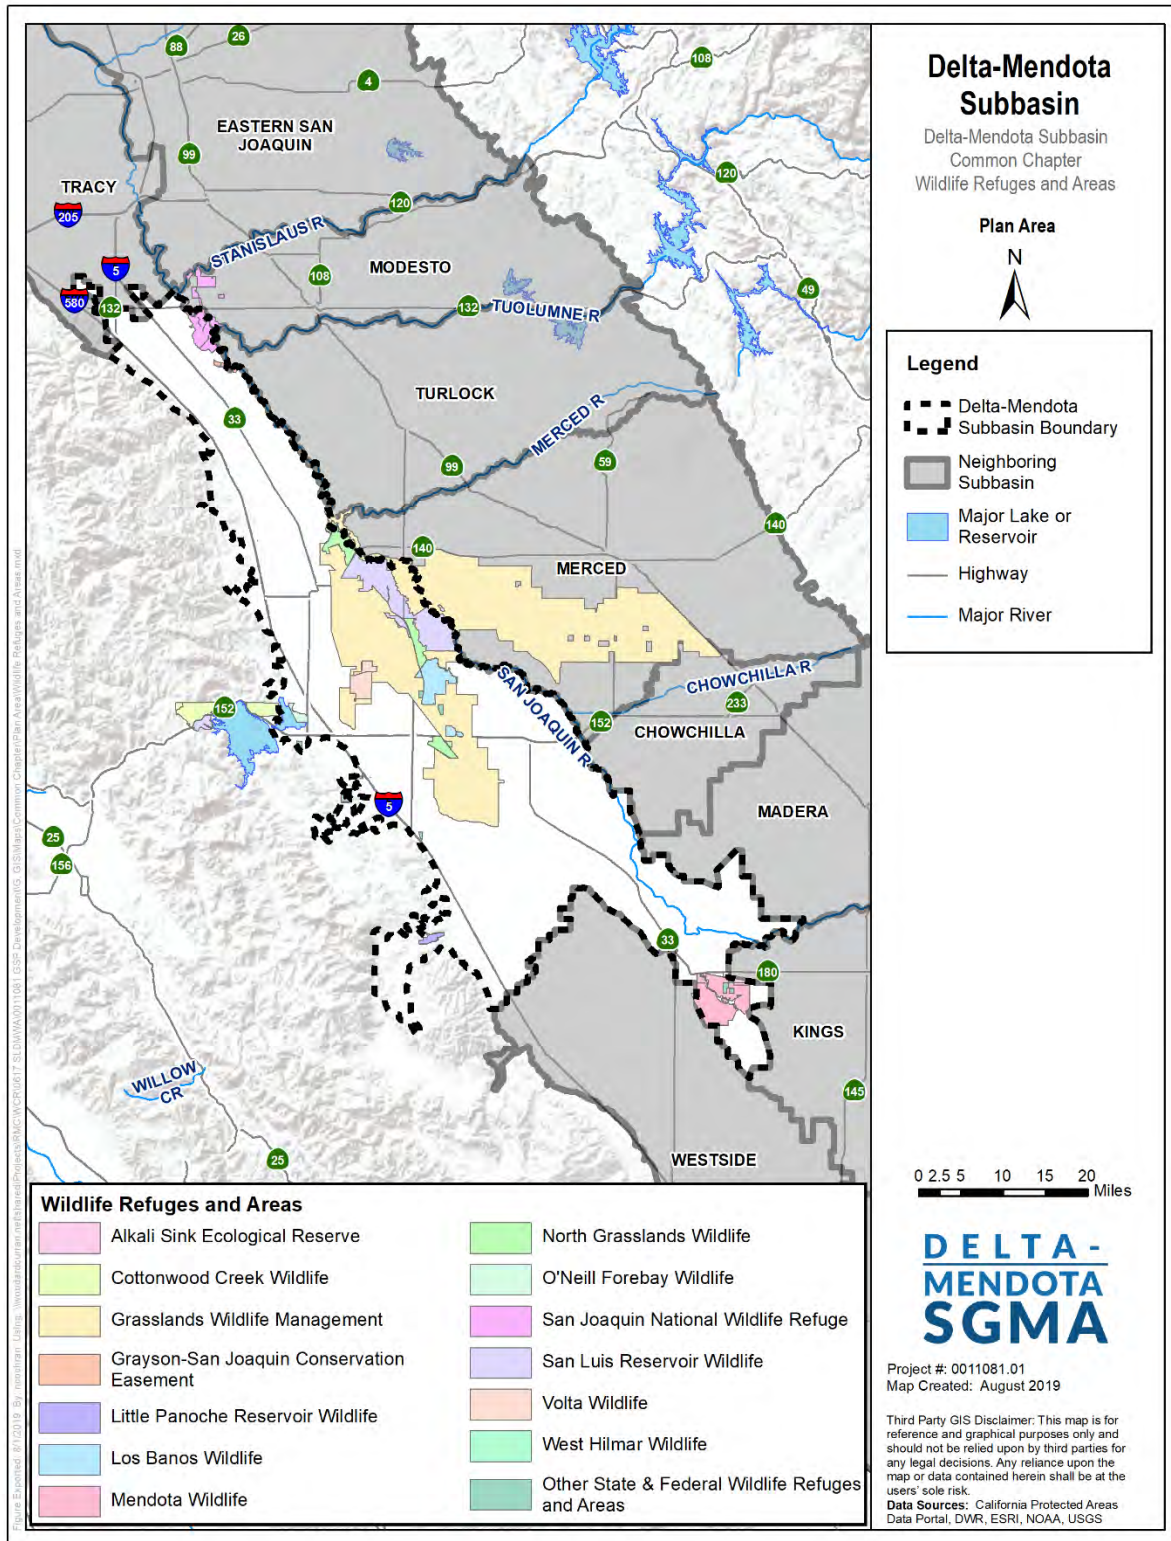 Delta-Mendota
Subbasin
Delta-Mendota Subbasin
Common Chapter
Wildlife Refuges and Areas
Plan Area
N
Legend
Delta-Mendota
Subbasin Boundary
Neighboring
Subbasin
Major Lake or
Reservoir
Highway
Major River
88
26
108
4
EASTERN SAN
JOAQUIN
99
TRACY
205
120
120
STANISLAUS R
5
MODESTO
108
49
580
132
132
TUOLUMNE R
TURLOCK
33
MERCED R
99
59
140
140
MERCED
SAN JOAQUIN R
CHOWCHILLA R
152
233
152
CHOWCHILLA
5
MADERA
25
156
33
180
KINGS
WILLOW
CR
145
25
WESTSIDE
0 2.5 5 10 15 20
Miles
Wildlife Refuges and Areas
Alkali Sink Ecological Reserve
Cottonwood Creek Wildlife
Grasslands Wildlife Management
Grayson-San Joaquin Conservation
Easement
Little Panoche Reservoir Wildlife
Los Banos Wildlife
Mendota Wildlife
North Grasslands Wildlife
O'Neill Forebay Wildlife
San Joaquin National Wildlife Refuge
San Luis Reservoir Wildlife
Volta Wildlife
West Hilmar Wildlife
Other State & Federal Wildlife Refuges
and Areas
DELTA-
MENDOTA
SGMA
Project #: 0011081.01
Map Created: August 2019
Third Party GIS Disclaimer: This map is for
reference and graphical purposes only and
should not be relied upon by third parties for
any legal decisions. Any reliance upon the
map or data contained herein shall be at the
users' sole risk.
Data Sources: California Protected Areas
Data Portal, DWR, ESRI, NOAA, USGS